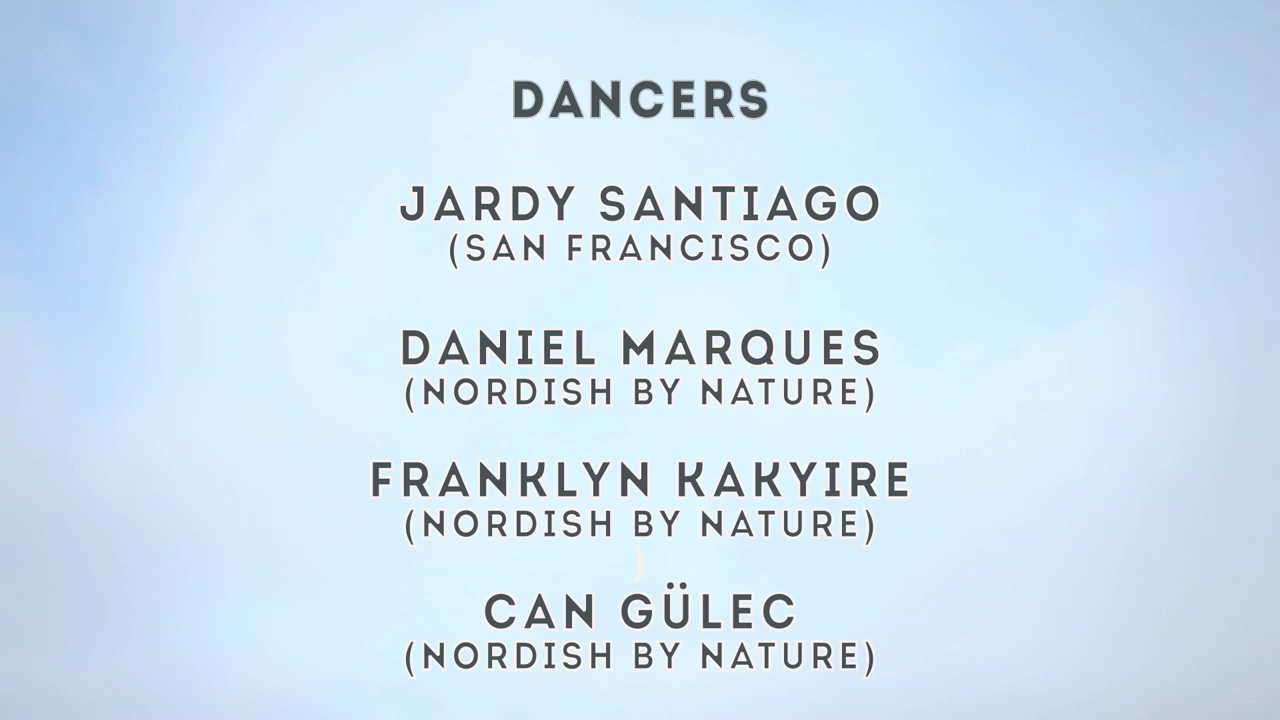 DANCERS
JARDY SANTIAGO
(SAN FRANCISCO)
DANIEL MARQUES
(NORDISH BY NATURE)
FRANKLYN KAKYIRE
(NORDISH BY NATURE)
)
CAN GÜLEC
(NORDISH BY NATURE)